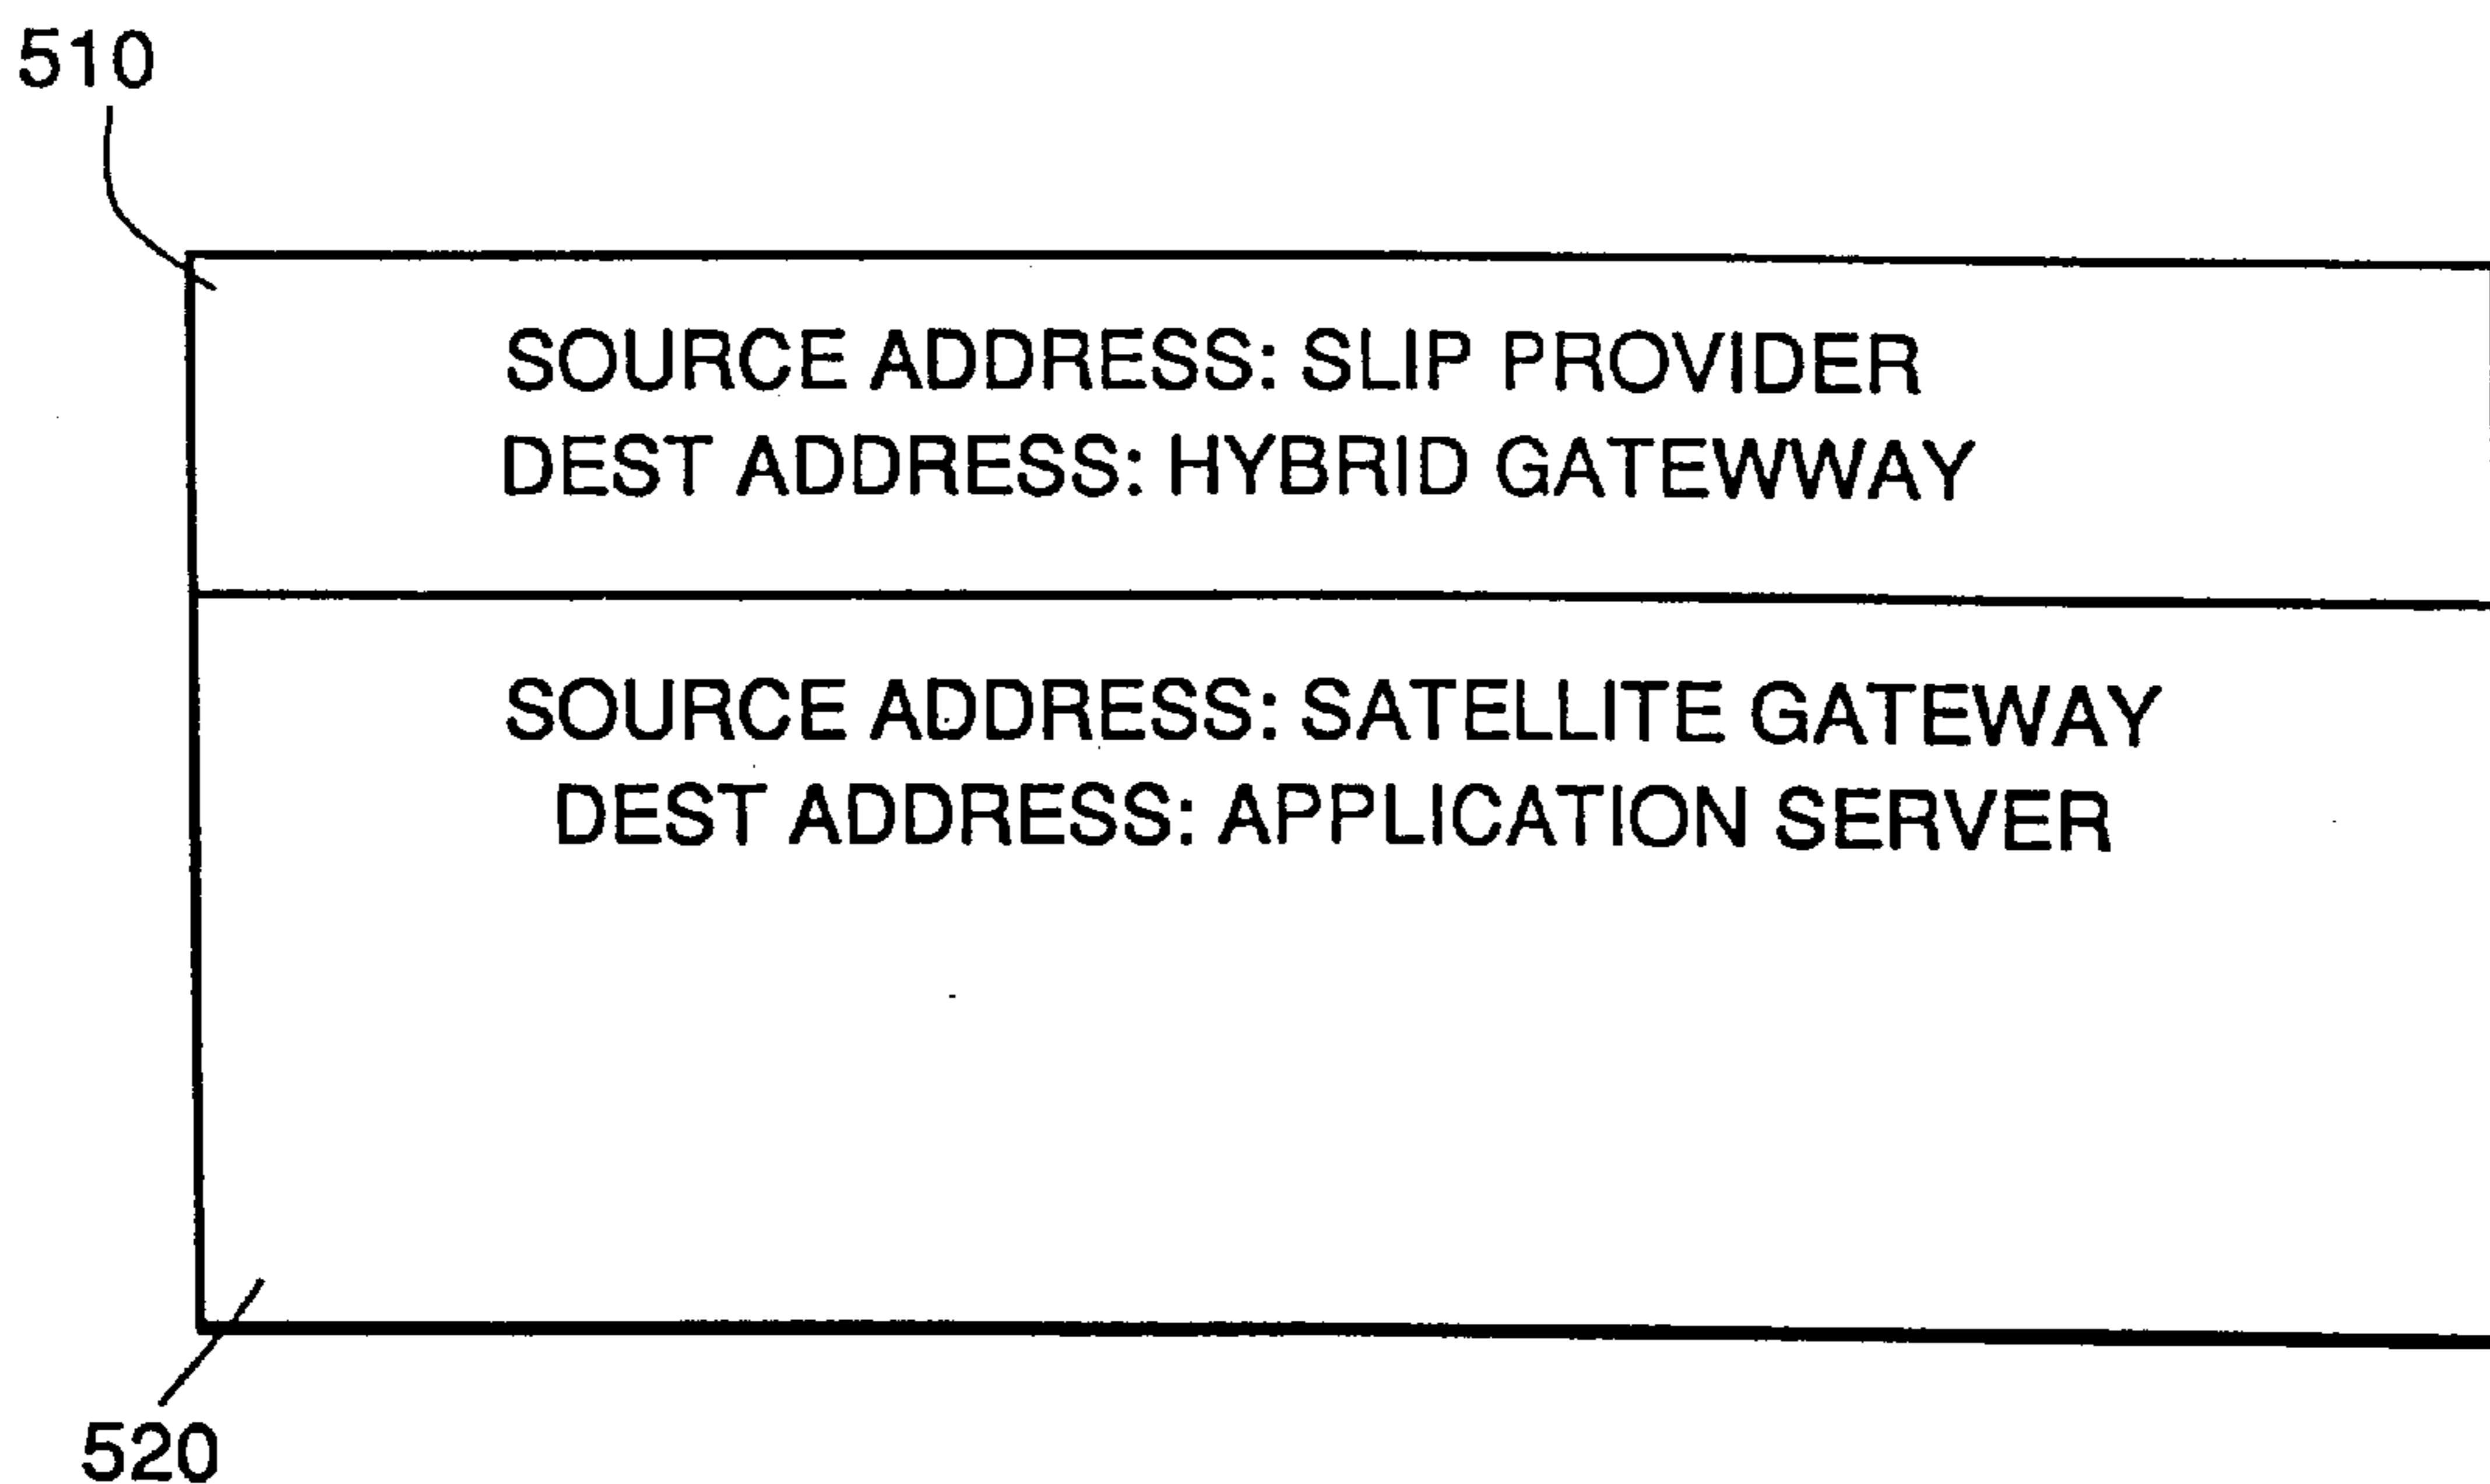 510
SOURCE ADDRESS: SLIP PROVIDER
DEST ADDRESS: HYBRID GATEWWAY
SOURCE ADDRESS: SATELLITE GATEWAY
DEST ADDRESS: APPLICATION SERVER
520